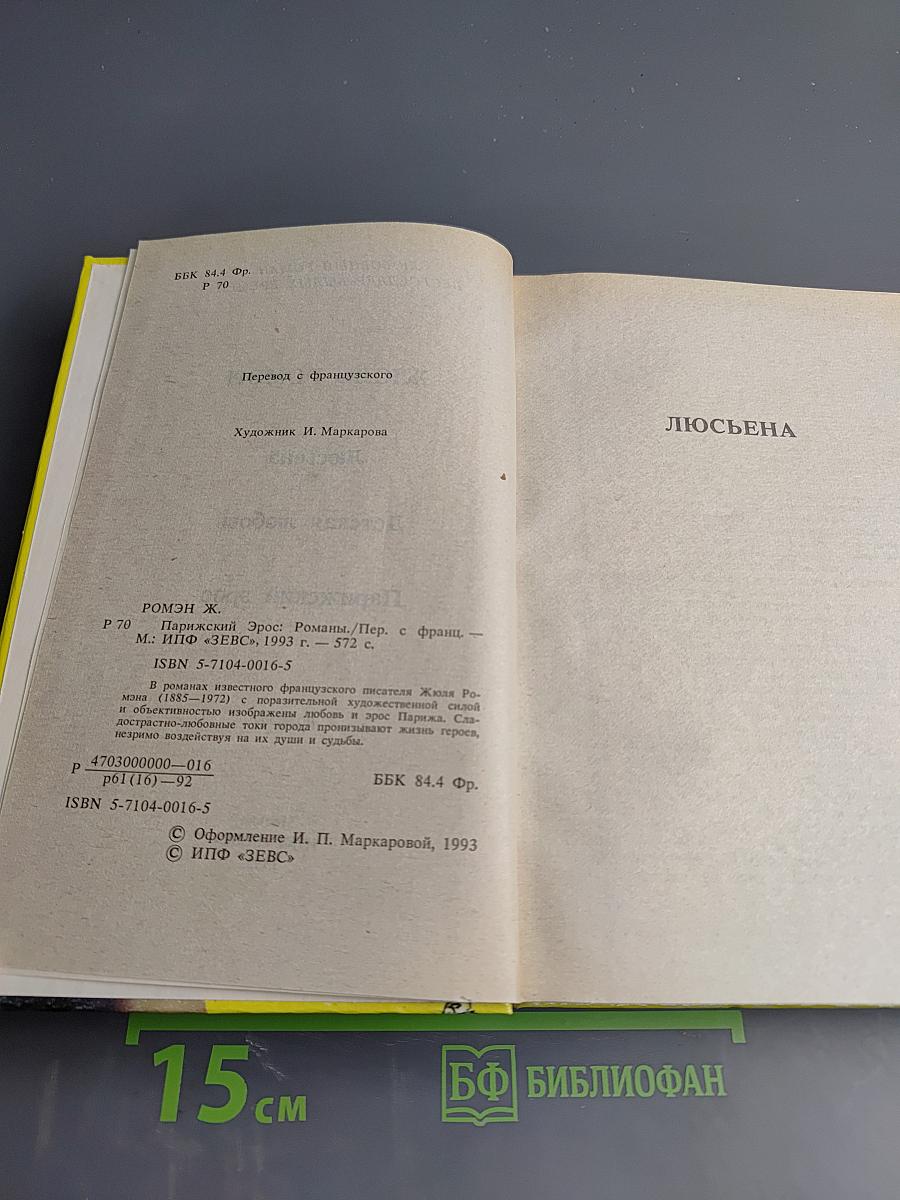 ББК 84.4 Фр.
Р 70
Перевод с французского
Художник И. Маркарова
РОМЭН Ж.
Р 70 Парижский Эрос: Романы./Пер. с франц. —
М.: ИПФ «ЗЕВС», 1993 г. — 572 с.
ISBN 5-7104-0016-5
В романах известного французского писателя Жюля Ро-
мэна (1885—1972) с поразительной художественной силой
и объективностью изображены любовь и эрос Парижа. Сла-
дострастно-любовные токи города пронизывают жизнь героев,
незримо воздействуя на их души и судьбы.
Р 4703000000—016
р61(16)—92
ББК 84.4 Фр.
ISBN 5-7104-0016-5
© Оформление И. П. Маркаровой, 1993
© ИПФ «ЗЕВС»
ЛЮСЬЕНА
15 см
БФ БИБЛИОФАН